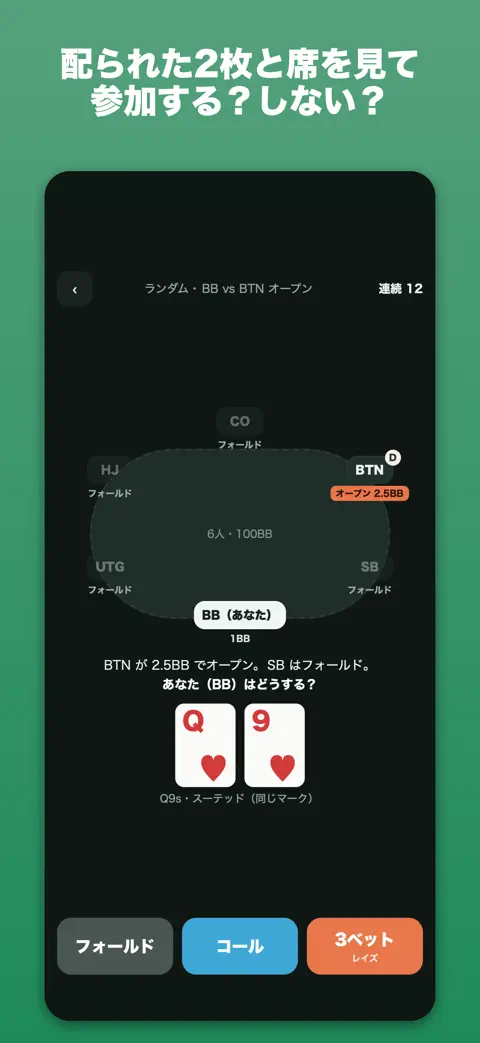 配られた2枚と席を見て
参加する？しない？
‹ ランダム・BB vs BTN オープン 連続 12
CO
フォールド
HJ
フォールド
BTN D
オープン 2.5BB
6人・100BB
UTG
フォールド
SB
フォールド
BB（あなた）
1BB
BTN が 2.5BB でオープン。SB はフォールド。
あなた（BB）はどうする？
Q 9
Q9s・スーテッド（同じマーク）
フォールド
コール
3ベット
レイズ